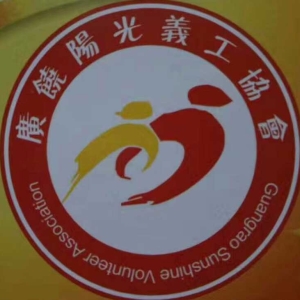 廣饒陽光義工協會
Guangrao Sunshine Volunteer Association